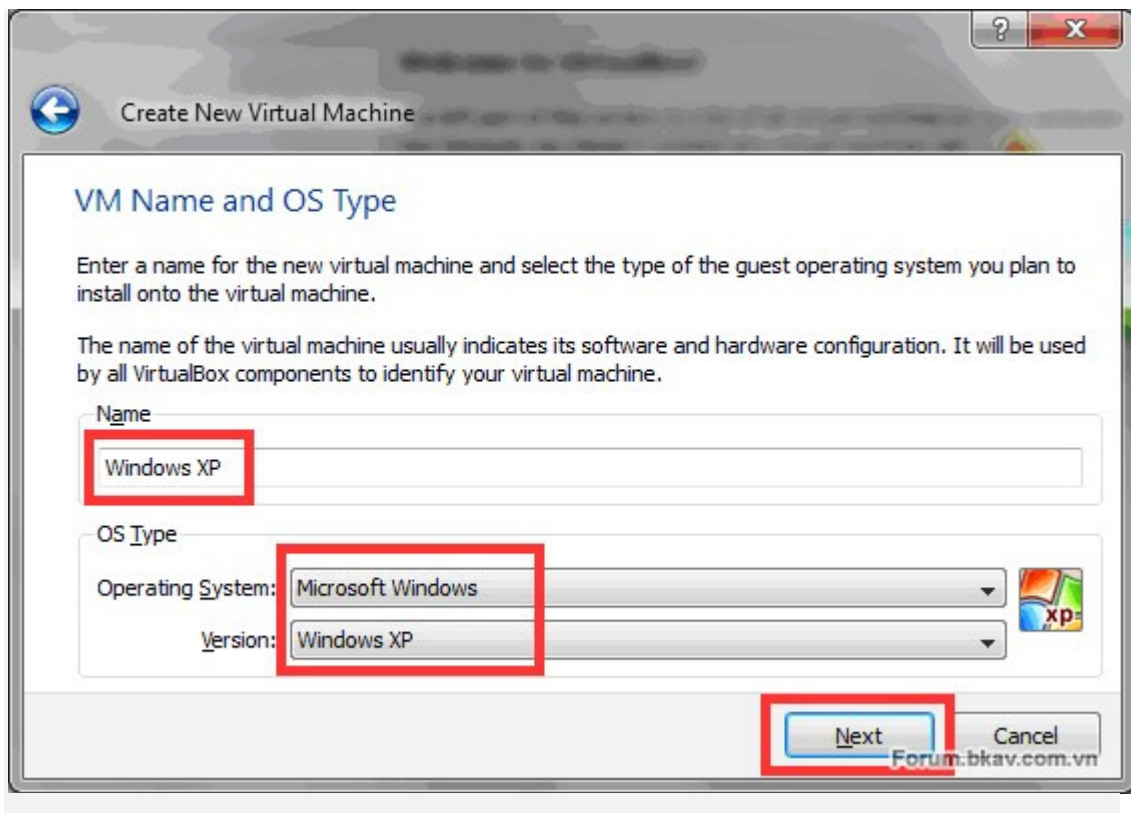 Welcome to VirtualBox!
Create New Virtual Machine
VM Name and OS Type
Enter a name for the new virtual machine and select the type of the guest operating system you plan to
install onto the virtual machine.
The name of the virtual machine usually indicates its software and hardware configuration. It will be used
by all VirtualBox components to identify your virtual machine.
Name
Windows XP
OS Type
Operating System: Microsoft Windows
xp
Version: Windows XP
Next Cancel
Forum.bkav.com.vn